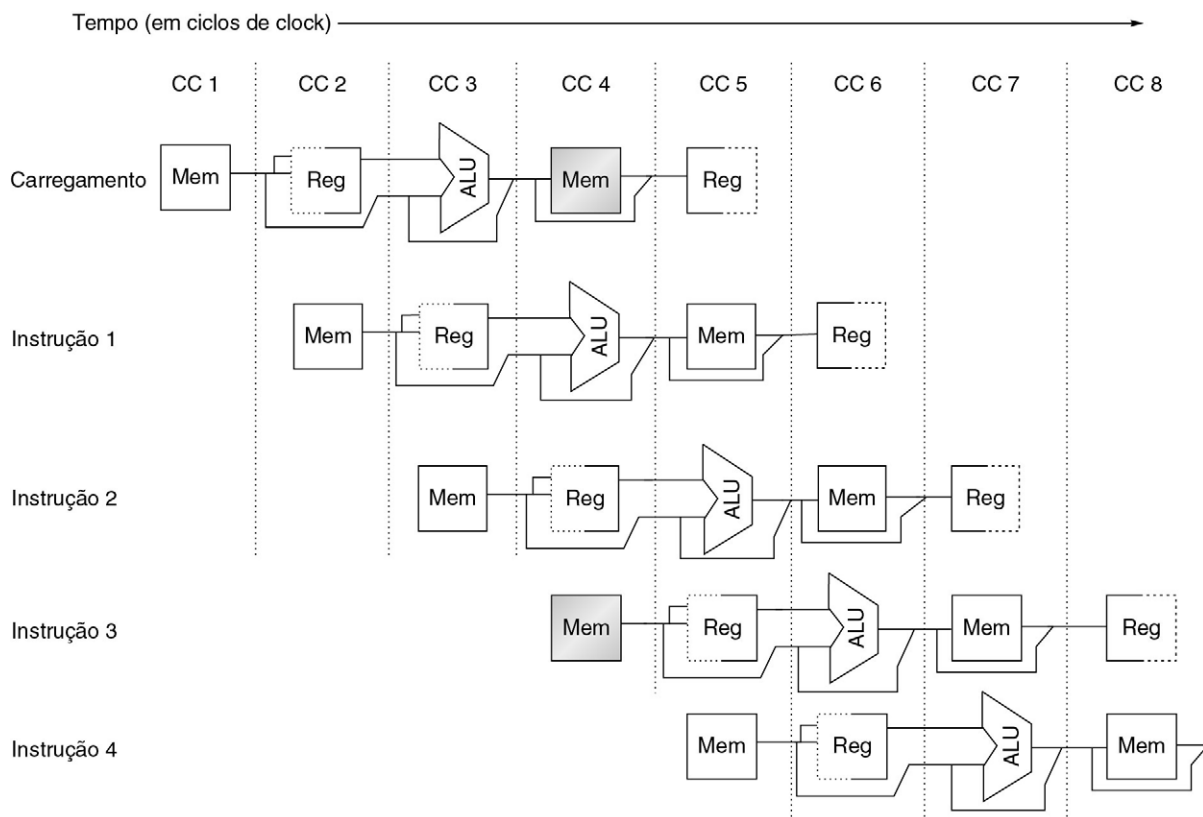 Tempo (em ciclos de clock)
CC 1 CC 2 CC 3 CC 4 CC 5 CC 6 CC 7 CC 8
Carregamento Mem Reg ALU Mem Reg
Instrução 1 Mem Reg ALU Mem Reg
Instrução 2 Mem Reg ALU Mem Reg
Instrução 3 Mem Reg ALU Mem Reg
Instrução 4 Mem Reg ALU Mem